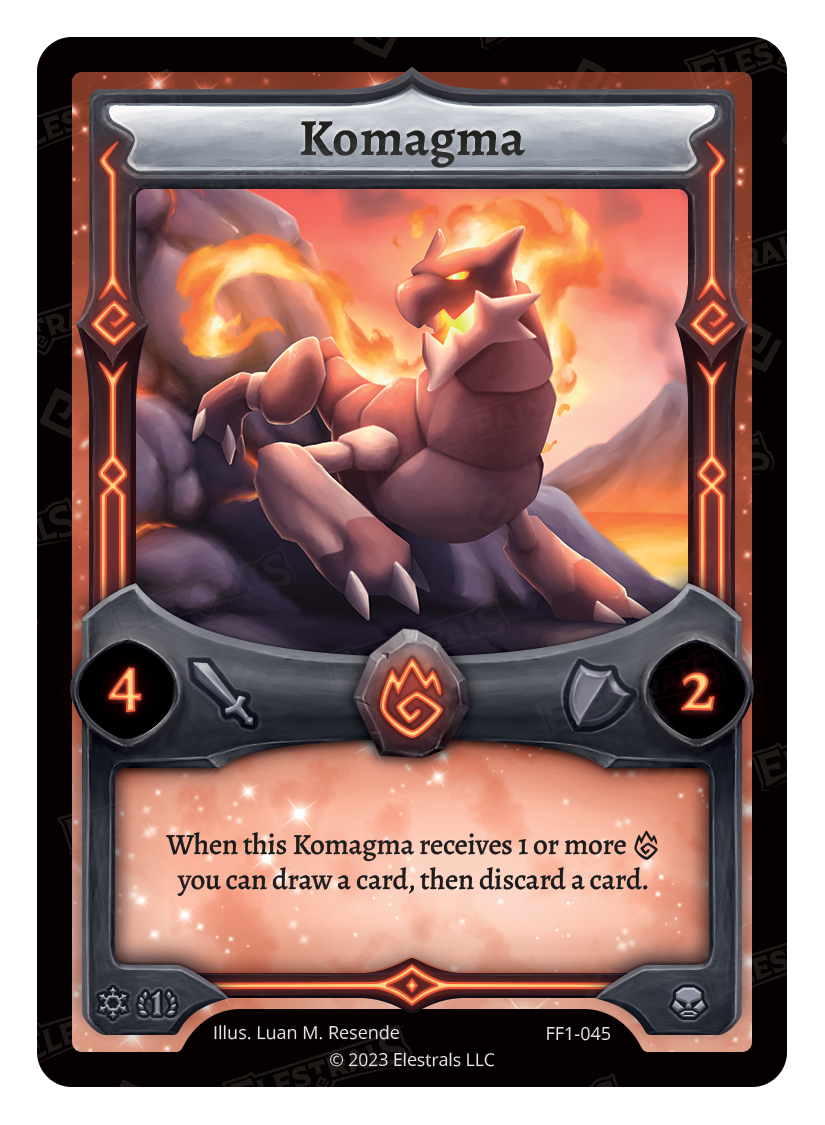 Komagma
4
2
When this Komagma receives 1 or more
you can draw a card, then discard a card.
1
Illus. Luan M. Resende
FF1-045
© 2023 Elestrals LLC
ELESTRALS